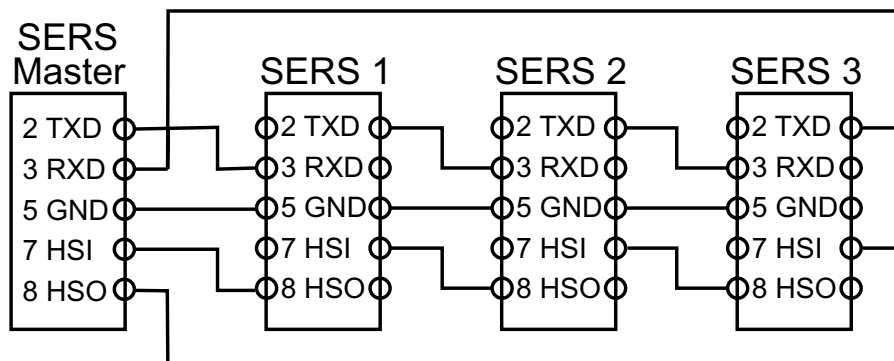 SERS
Master
2 TXD
3 RXD
5 GND
7 HSI
8 HSO
SERS 1
2 TXD
3 RXD
5 GND
7 HSI
8 HSO
SERS 2
2 TXD
3 RXD
5 GND
7 HSI
8 HSO
SERS 3
2 TXD
3 RXD
5 GND
7 HSI
8 HSO